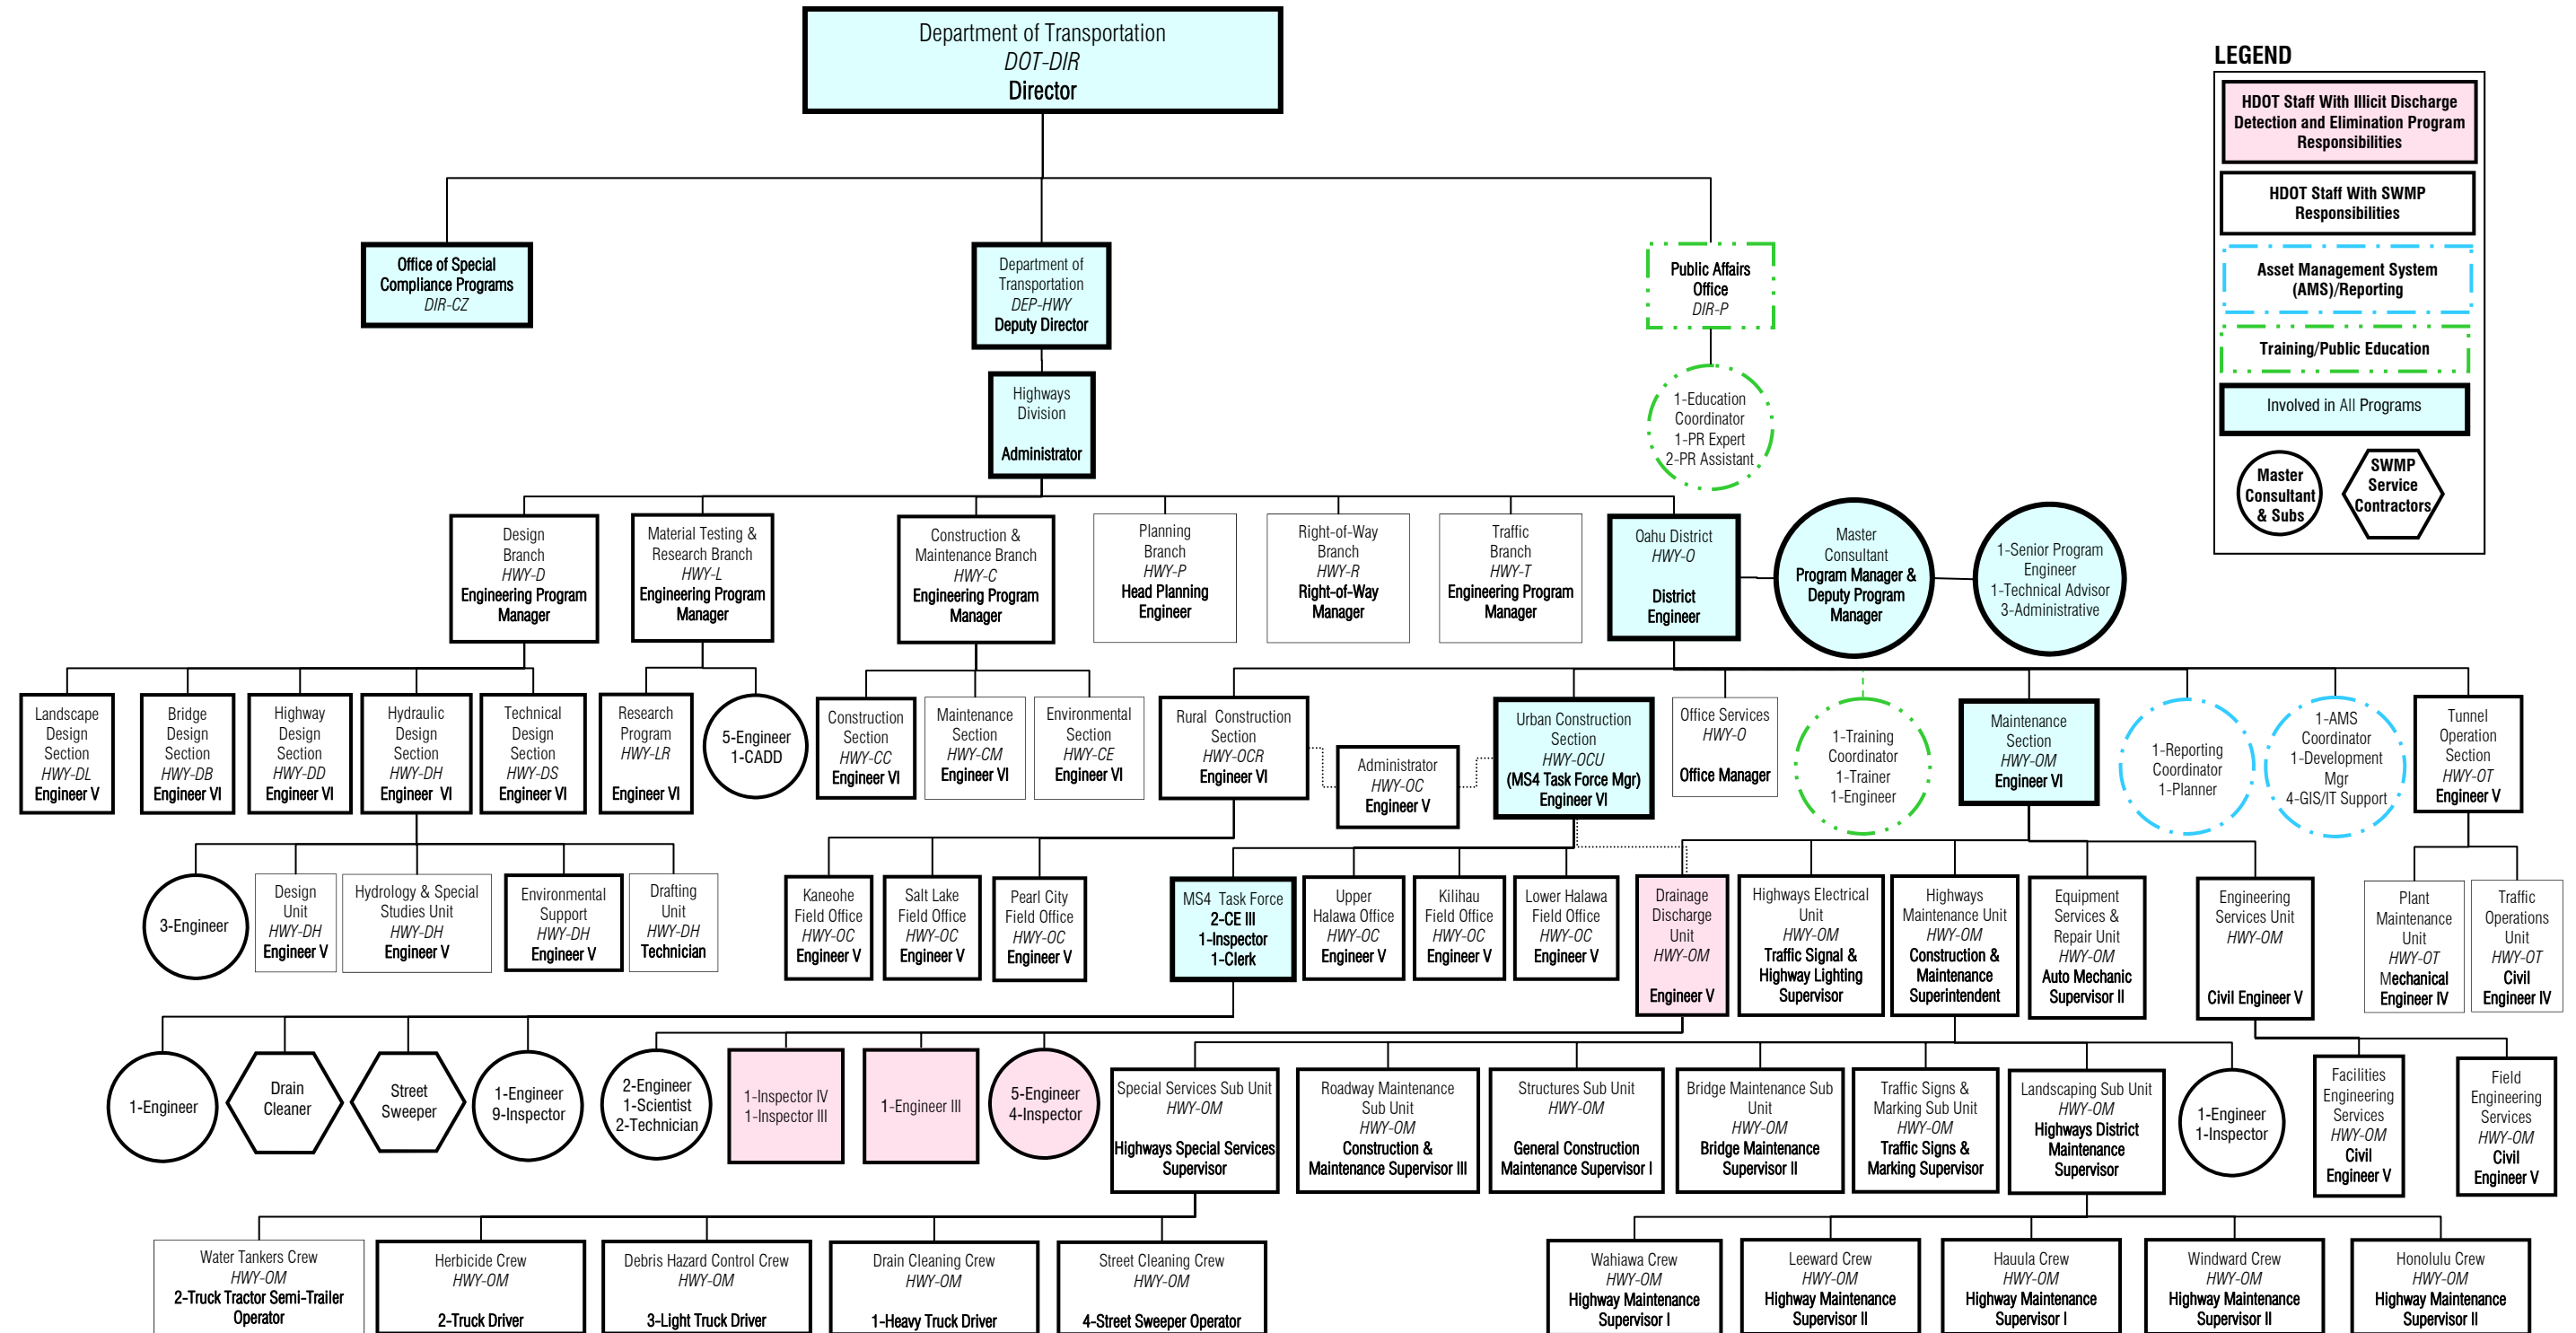 Department of Transportation
DOT-DIR
Director
LEGEND
HDOT Staff With Illicit Discharge
Detection and Elimination Program
Responsibilities
HDOT Staff With SWMP
Responsibilities
Asset Management System
(AMS)/Reporting
Training/Public Education
Involved in All Programs
Master
Consultant
& Subs
SWMP
Service
Contractors
Office of Special
Compliance Programs
DIR-CZ
Department of
Transportation
DEP-HWY
Deputy Director
Public Affairs
Office
DIR-P
Highways
Division
Administrator
1-Education
Coordinator
1-PR Expert
2-PR Assistant
Design
Branch
HWY-D
Engineering Program
Manager
Material Testing &
Research Branch
HWY-L
Engineering Program
Manager
Construction &
Maintenance Branch
HWY-C
Engineering Program
Manager
Planning
Branch
HWY-P
Head Planning
Engineer
Right-of-Way
Branch
HWY-R
Right-of-Way
Manager
Traffic
Branch
HWY-T
Engineering Program
Manager
Oahu District
HWY-O
District
Engineer
Master
Consultant
Program Manager &
Deputy Program
Manager
1-Senior Program
Engineer
1-Technical Advisor
3-Administrative
Landscape
Design
Section
HWY-DL
Engineer V
Bridge
Design
Section
HWY-DB
Engineer VI
Highway
Design
Section
HWY-DD
Engineer VI
Hydraulic
Design
Section
HWY-DH
Engineer VI
Technical
Design
Section
HWY-DS
Engineer VI
Research
Program
HWY-LR
Engineer VI
5-Engineer
1-CADD
Construction
Section
HWY-CC
Engineer VI
Maintenance
Section
HWY-CM
Engineer VI
Environmental
Section
HWY-CE
Engineer VI
Rural Construction
Section
HWY-OCR
Engineer VI
Administrator
HWY-OC
Engineer V
Urban Construction
Section
HWY-OCU
(MS4 Task Force Mgr)
Engineer VI
Office Services
HWY-O
Office Manager
1-Training
Coordinator
1-Trainer
1-Engineer
Maintenance
Section
HWY-OM
Engineer VI
1-Reporting
Coordinator
1-Planner
1-AMS
Coordinator
1-Development
Mgr
4-GIS/IT Support
Tunnel
Operation
Section
HWY-OT
Engineer V
3-Engineer
Design
Unit
HWY-DH
Engineer V
Hydrology & Special
Studies Unit
HWY-DH
Engineer V
Environmental
Support
HWY-DH
Engineer V
Drafting
Unit
HWY-DH
Technician
Kaneohe
Field Office
HWY-OC
Engineer V
Salt Lake
Field Office
HWY-OC
Engineer V
Pearl City
Field Office
HWY-OC
Engineer V
MS4 Task Force
2-CE III
1-Inspector
1-Clerk
Upper
Halawa Office
HWY-OC
Engineer V
Kilihau
Field Office
HWY-OC
Engineer V
Lower Halawa
Field Office
HWY-OC
Engineer V
Drainage
Discharge
Unit
HWY-OM
Engineer V
Highways Electrical
Unit
HWY-OM
Traffic Signal &
Highway Lighting
Supervisor
Highways
Maintenance Unit
HWY-OM
Construction &
Maintenance
Superintendent
Equipment
Services &
Repair Unit
HWY-OM
Auto Mechanic
Supervisor II
Engineering
Services Unit
HWY-OM
Civil Engineer V
Plant
Maintenance
Unit
HWY-OT
Mechanical
Engineer IV
Traffic
Operations
Unit
HWY-OT
Civil
Engineer IV
1-Engineer
Drain
Cleaner
Street
Sweeper
1-Engineer
9-Inspector
2-Engineer
1-Scientist
2-Technician
1-Inspector IV
1-Inspector III
1-Engineer III
5-Engineer
4-Inspector
Special Services Sub Unit
HWY-OM
Highways Special Services
Supervisor
Roadway Maintenance
Sub Unit
HWY-OM
Construction &
Maintenance Supervisor III
Structures Sub Unit
HWY-OM
General Construction
Maintenance Supervisor I
Bridge Maintenance Sub
Unit
HWY-OM
Bridge Maintenance
Supervisor II
Traffic Signs &
Marking Sub Unit
HWY-OM
Traffic Signs &
Marking Supervisor
Landscaping Sub Unit
HWY-OM
Highways District
Maintenance
Supervisor
1-Engineer
1-Inspector
Facilities
Engineering
Services
HWY-OM
Civil
Engineer V
Field
Engineering
Services
HWY-OM
Civil
Engineer V
Water Tankers Crew
HWY-OM
2-Truck Tractor Semi-Trailer
Operator
Herbicide Crew
HWY-OM
2-Truck Driver
Debris Hazard Control Crew
HWY-OM
3-Light Truck Driver
Drain Cleaning Crew
HWY-OM
1-Heavy Truck Driver
Street Cleaning Crew
HWY-OM
4-Street Sweeper Operator
Wahiawa Crew
HWY-OM
Highway Maintenance
Supervisor I
Leeward Crew
HWY-OM
Highway Maintenance
Supervisor II
Hauula Crew
HWY-OM
Highway Maintenance
Supervisor I
Windward Crew
HWY-OM
Highway Maintenance
Supervisor II
Honolulu Crew
HWY-OM
Highway Maintenance
Supervisor II